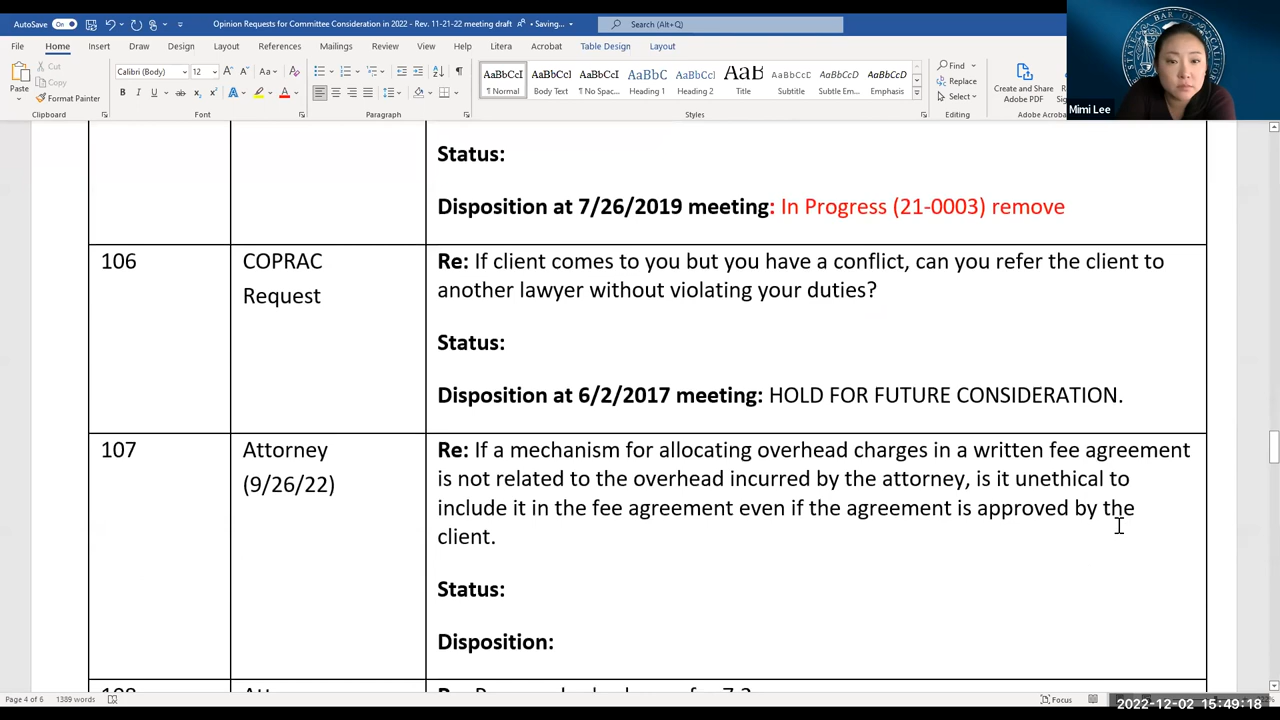 AutoSave On Opinion Requests for Committee Consideration in 2022 - Rev. 11-21-22 meeting draft • Saving... Search (Alt+Q)
File Home Insert Draw Design Layout References Mailings Review View Help Litera Acrobat Table Design Layout
Paste Cut Copy Format Painter
Calibri (Body) 12
Normal Body Text No Spac... Heading 1 Heading 2 Title Subtitle Subtle Em... Emphasis
Find Replace Select
Create and Share Adobe PDF
Clipboard Font Paragraph Styles Editing Adobe Acro
Mimi Lee
Status:
Disposition at 7/26/2019 meeting: In Progress (21-0003) remove
106
COPRAC
Request
Re: If client comes to you but you have a conflict, can you refer the client to
another lawyer without violating your duties?
Status:
Disposition at 6/2/2017 meeting: HOLD FOR FUTURE CONSIDERATION.
107
Attorney
(9/26/22)
Re: If a mechanism for allocating overhead charges in a written fee agreement
is not related to the overhead incurred by the attorney, is it unethical to
include it in the fee agreement even if the agreement is approved by the
client.
Status:
Disposition:
Page 4 of 6 1389 words Focus
2022-12-02 15:49:18